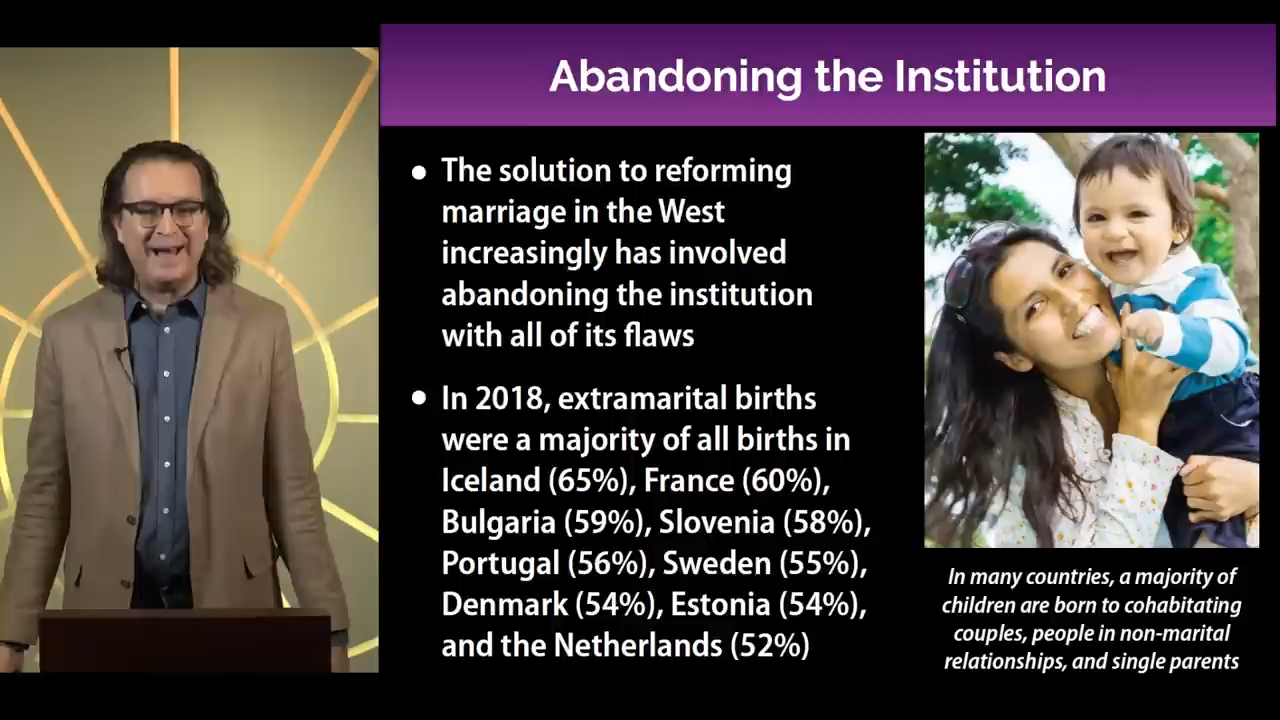 Abandoning the Institution
• The solution to reforming
marriage in the West
increasingly has involved
abandoning the institution
with all of its flaws
• In 2018, extramarital births
were a majority of all births in
Iceland (65%), France (60%),
Bulgaria (59%), Slovenia (58%),
Portugal (56%), Sweden (55%),
Denmark (54%), Estonia (54%),
and the Netherlands (52%)
In many countries, a majority of
children are born to cohabitating
couples, people in non-marital
relationships, and single parents